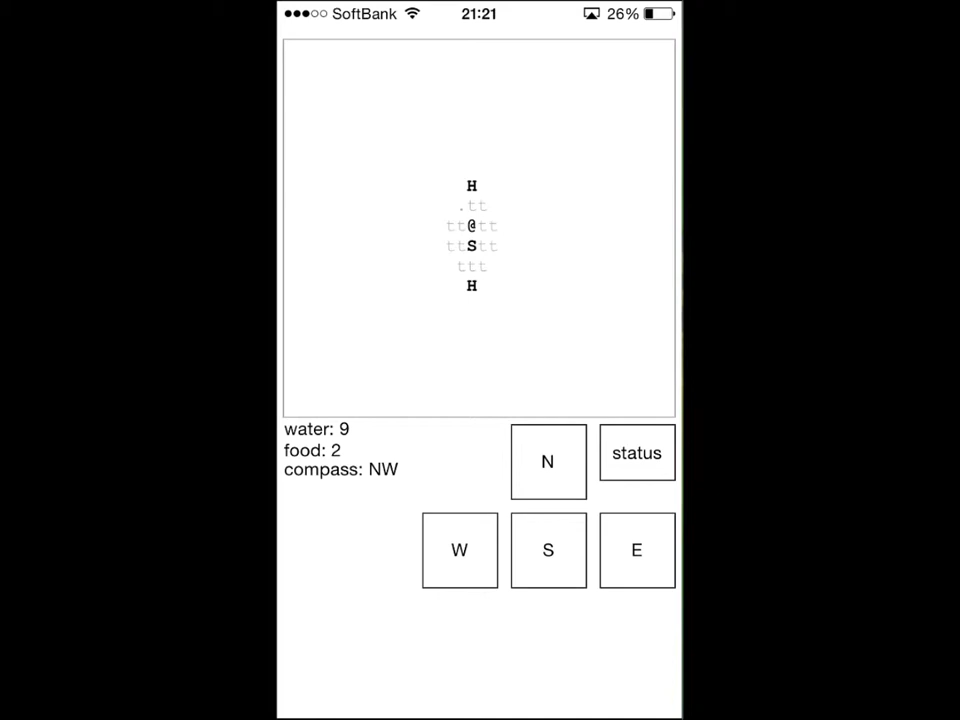 SoftBank 21:21 26%
H
.tt
tt@tt
ttStt
ttt
H
water: 9
food: 2
compass: NW
N
status
W
S
E